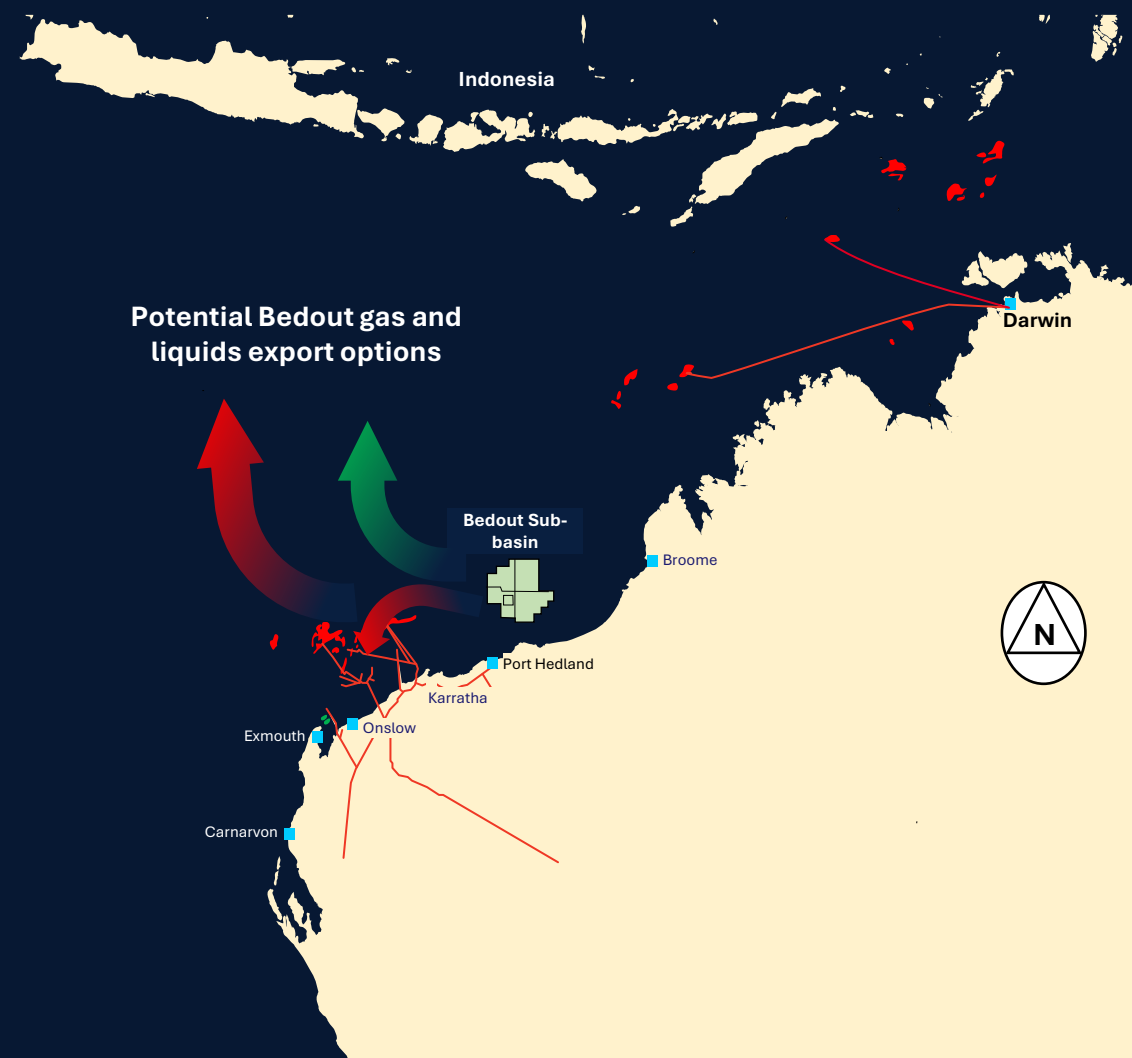 Indonesia
Darwin
Potential Bedout gas and
liquids export options
Bedout Sub-
basin
Broome
N
Port Hedland
Karratha
Onslow
Exmouth
Carnarvon